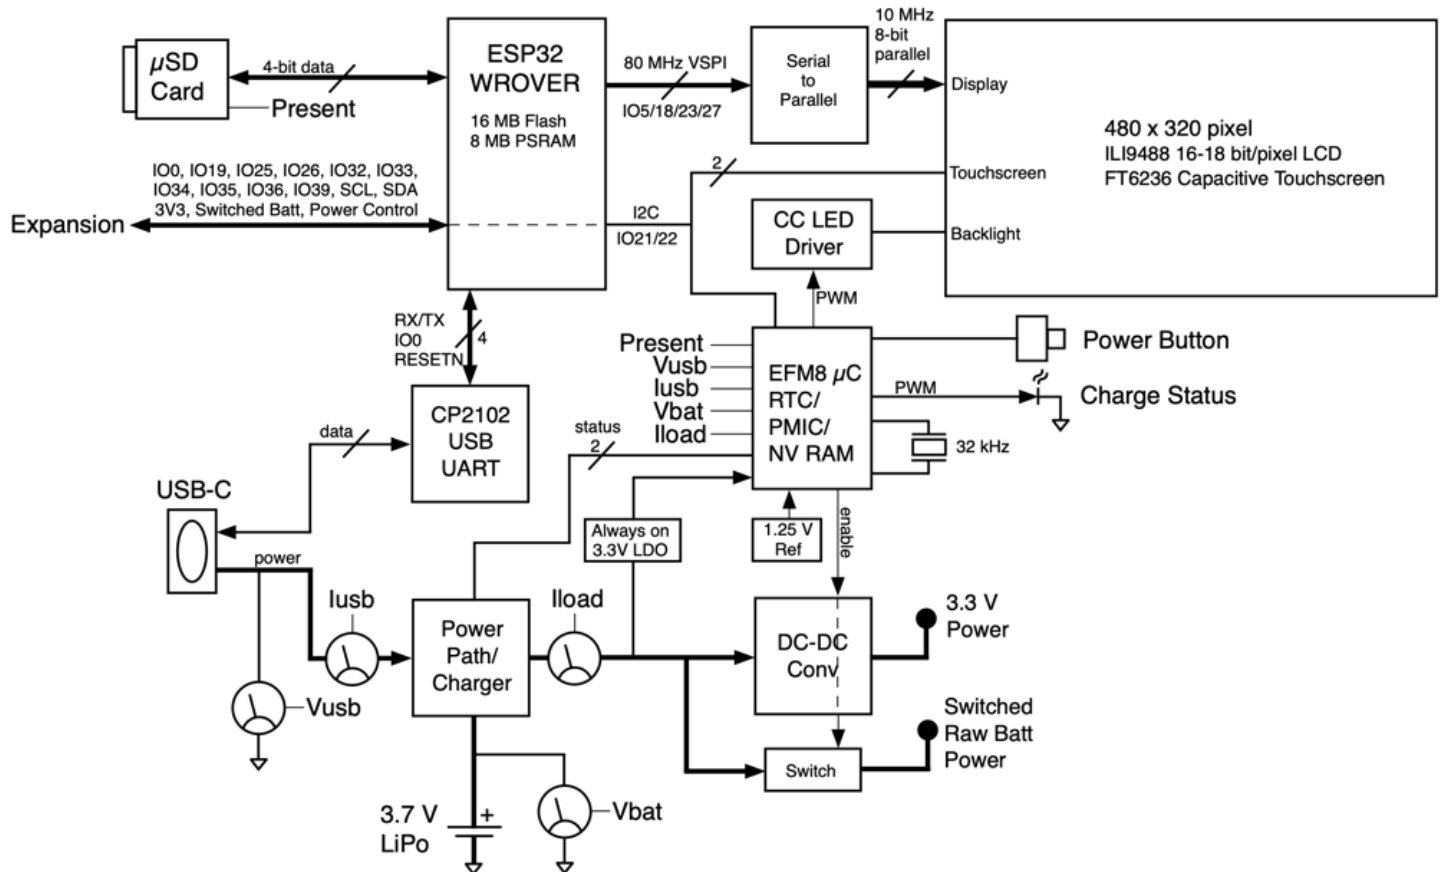 µSD
Card
4-bit data
Present
ESP32
WROVER
16 MB Flash
8 MB PSRAM
80 MHz VSPI
IO5/18/23/27
Serial
to
Parallel
10 MHz
8-bit
parallel
Display
480 x 320 pixel
ILI9488 16-18 bit/pixel LCD
FT6236 Capacitive Touchscreen
Touchscreen
Backlight
2
IO0, IO19, IO25, IO26, IO32, IO33,
IO34, IO35, IO36, IO39, SCL, SDA
3V3, Switched Batt, Power Control
Expansion
I2C
IO21/22
CC LED
Driver
PWM
RX/TX
IO0
RESETN
4
CP2102
USB
UART
data
USB-C
power
Present
Vusb
Iusb
Vbat
Iload
status
2
EFM8 µC
RTC/
PMIC/
NV RAM
Power Button
PWM
Charge Status
32 kHz
Always on
3.3V LDO
1.25 V
Ref
enable
Iusb
Iload
Vusb
Power
Path/
Charger
DC-DC
Conv
3.3 V
Power
Switched
Raw Batt
Power
Switch
3.7 V
LiPo
+
Vbat